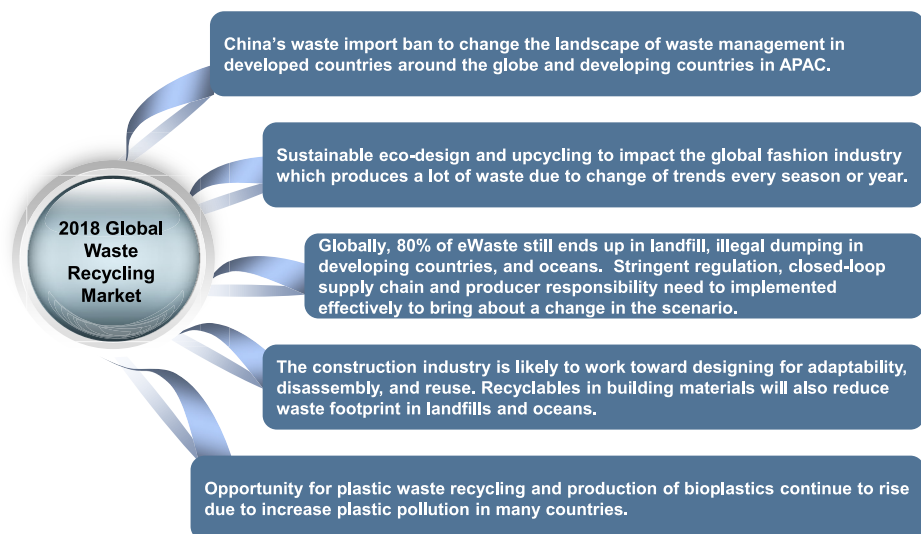 China's waste import ban to change the landscape of waste management in
developed countries around the globe and developing countries in APAC.
Sustainable eco-design and upcycling to impact the global fashion industry
which produces a lot of waste due to change of trends every season or year.
2018 Global
Waste
Recycling
Market
Globally, 80% of eWaste still ends up in landfill, illegal dumping in
developing countries, and oceans.  Stringent regulation, closed-loop
supply chain and producer responsibility need to implemented
effectively to bring about a change in the scenario.
The construction industry is likely to work toward designing for adaptability,
disassembly, and reuse. Recyclables in building materials will also reduce
waste footprint in landfills and oceans.
Opportunity for plastic waste recycling and production of bioplastics continue to rise
due to increase plastic pollution in many countries.